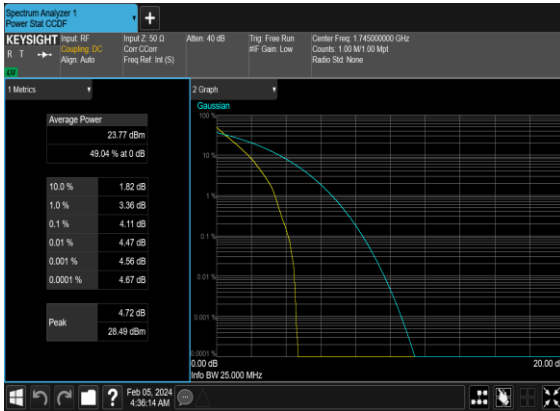 Spectrum Analyzer 1
Power Stat CCDF
KEYSIGHT
R T
LXI
Input: RF
Coupling: DC
Align: Auto
Input Z: 50 Ω
Corr CCorr
Freq Ref: Int (S)
Atten: 40 dB
Trig: Free Run
#IF Gain: Low
Center Freq: 1.745000000 GHz
Counts: 1.00 M/1.00 Mpt
Radio Std: None
1 Metrics
Average Power
23.77 dBm
49.04 % at 0 dB
10.0 % 1.82 dB
1.0 % 3.36 dB
0.1 % 4.11 dB
0.01 % 4.47 dB
0.001 % 4.56 dB
0.0001 % 4.67 dB
Peak
4.72 dB
28.49 dBm
2 Graph
Gaussian
100 %
10 %
1 %
0.1 %
0.01 %
0.001 %
0.0001 %
0.00 dB
20.00 d
Info BW 25.000 MHz
Feb 05, 2024
4:36:14 AM